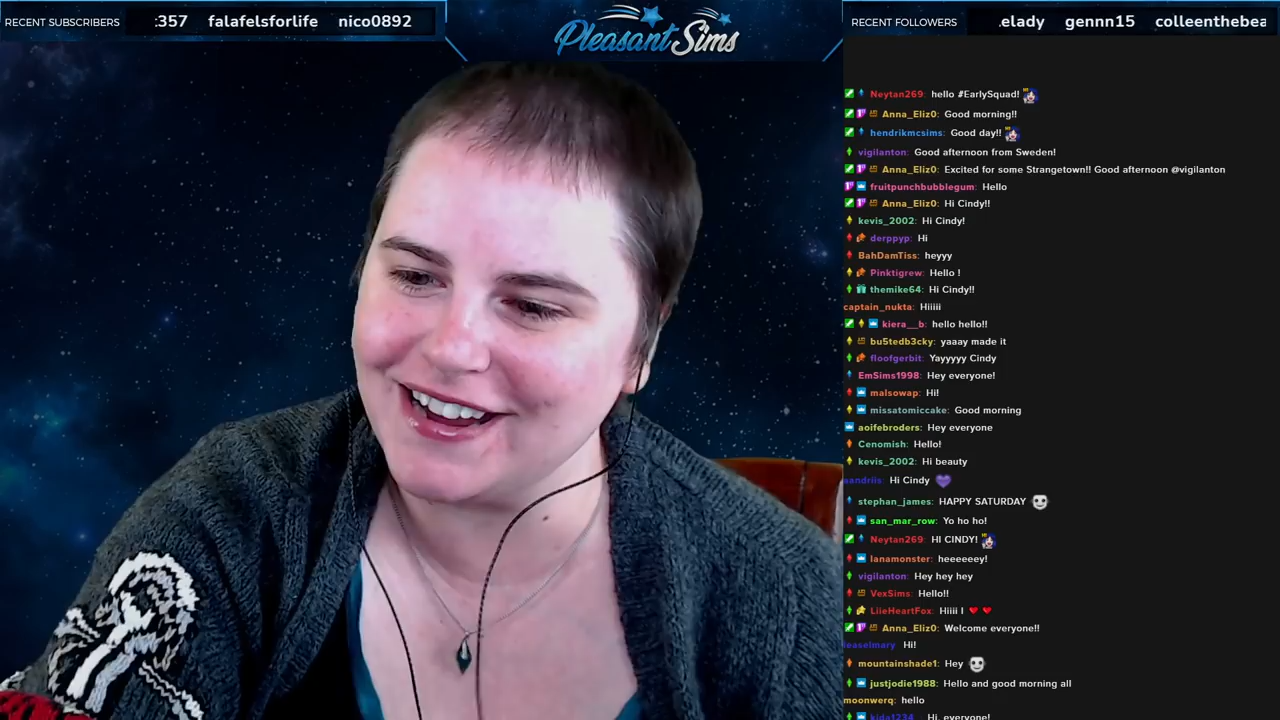 RECENT SUBSCRIBERS
:357 falafelsforlife nico0892
PleasantSims
RECENT FOLLOWERS
.elady gennn15 colleenthebea
Neytan269: hello #EarlySquad!
Anna_Eliz0: Good morning!!
hendrikmcsims: Good day!!
vigilanton: Good afternoon from Sweden!
Anna_Eliz0: Excited for some Strangetown!! Good afternoon @vigilanton
fruitpunchbubblegum: Hello
Anna_Eliz0: Hi Cindy!!
kevis_2002: Hi Cindy!
derppyp: Hi
BahDamTiss: heyyy
Pinktigrew: Hello !
themike64: Hi Cindy!!
captain_nukta: Hiiiii
kiera__b: hello hello!!
bu5tedb3cky: yaaay made it
floofgerbit: Yayyyyy Cindy
EmSims1998: Hey everyone!
malsowap: Hi!
missatomiccake: Good morning
aoifebroders: Hey everyone
Cenomish: Hello!
kevis_2002: Hi beauty
aandriis: Hi Cindy
stephan_james: HAPPY SATURDAY
san_mar_row: Yo ho ho!
Neytan269: HI CINDY!
lanamonster: heeeeeey!
vigilanton: Hey hey hey
VexSims: Hello!!
LiieHeartFox: Hiiii I
Anna_Eliz0: Welcome everyone!!
leaselmary Hi!
mountainshade1: Hey
justjodie1988: Hello and good morning all
moonwerq: hello
kida1234 Hi, everyone!